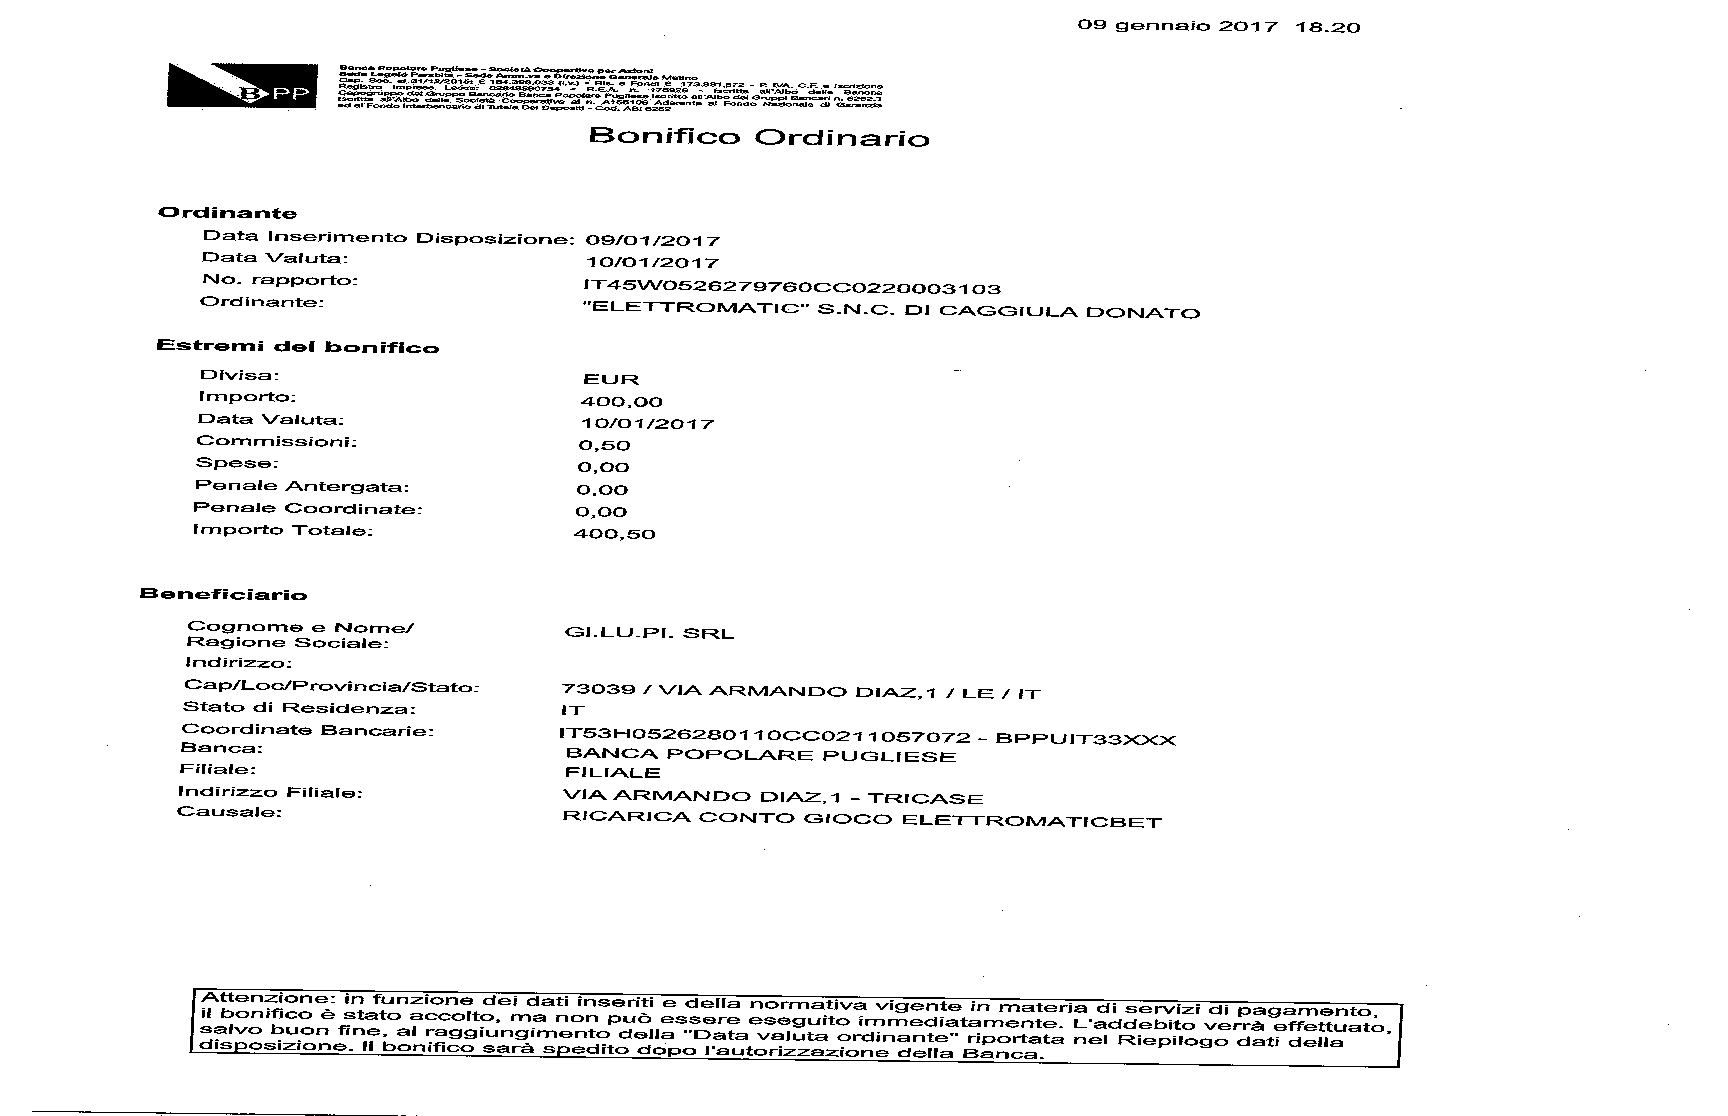 09 gennaio 2017 18.20
BPP
Banca Popolare Pugliese - Società Cooperativa per Azioni
Sede Legale Parabita - Sede Amm.va e Direzione Generale Matino
Cap. Soc. al 31/12/2015: € 184.398.033 (i.v.) - Ris. e Fondi € 173.991.572 - P. IVA, C.F. e Iscrizione
Registro Imprese, Lecce: - R.E.A. n. 176926 - Iscritta all'Albo delle Banche
Capogruppo del Gruppo Bancario Banca Popolare Pugliese iscritto all'Albo dei Gruppi Bancari n. 5262.1
Iscritta all'Albo delle Società Cooperative al n. A166106 Aderente al Fondo Nazionale di Garanzia
ed al Fondo Interbancario di Tutela Dei Depositi - Cod. ABI 5262
Bonifico Ordinario
Ordinante
Data Inserimento Disposizione: 09/01/2017
Data Valuta: 10/01/2017
No. rapporto: IT45W0526279760CC0220003103
Ordinante: "ELETTROMATIC" S.N.C. DI CAGGIULA DONATO
Estremi del bonifico
Divisa: EUR
Importo: 400,00
Data Valuta: 10/01/2017
Commissioni: 0,50
Spese: 0,00
Penale Antergata: 0,00
Penale Coordinate: 0,00
Importo Totale: 400,50
Beneficiario
Cognome e Nome/
Ragione Sociale: GI.LU.PI. SRL
Indirizzo:
Cap/Loc/Provincia/Stato: 73039 / VIA ARMANDO DIAZ,1 / LE / IT
Stato di Residenza: IT
Coordinate Bancarie: IT53H0526280110CC0211057072 - BPPUIT33XXX
Banca: BANCA POPOLARE PUGLIESE
Filiale: FILIALE
Indirizzo Filiale: VIA ARMANDO DIAZ,1 - TRICASE
Causale: RICARICA CONTO GIOCO ELETTROMATICBET
Attenzione: in funzione dei dati inseriti e della normativa vigente in materia di servizi di pagamento,
il bonifico è stato accolto, ma non può essere eseguito immediatamente. L'addebito verrà effettuato,
salvo buon fine, al raggiungimento della "Data valuta ordinante" riportata nel Riepilogo dati della
disposizione. Il bonifico sarà spedito dopo l'autorizzazione della Banca.